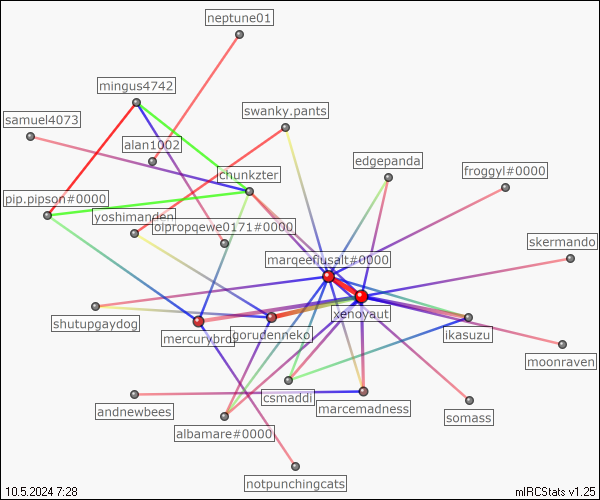 neptune01
mingus4742
swanky.pants
samuel4073
alan1002
edgepanda
froggyl#0000
chunkzter
pip.pipson#0000
yoshimanden
oipropqewe0171#0000
skermando
marqeeflusalt#0000
xenoyaut
shutupgaydog
mercurybrd
gorudenneko
ikasuzu
moonraven
csmaddi
andnewbees
marcemadness
somass
albamare#0000
notpunchingcats
10.5.2024 7:28
mIRCStats v1.25